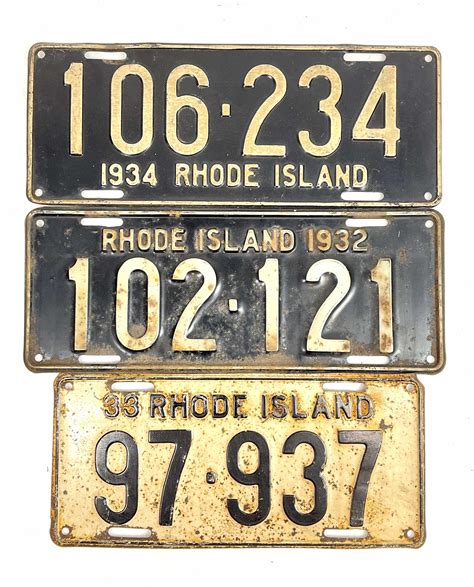 106·234
1934 RHODE ISLAND
RHODE ISLAND 1932
102·121
33 RHODE ISLAND
97·937